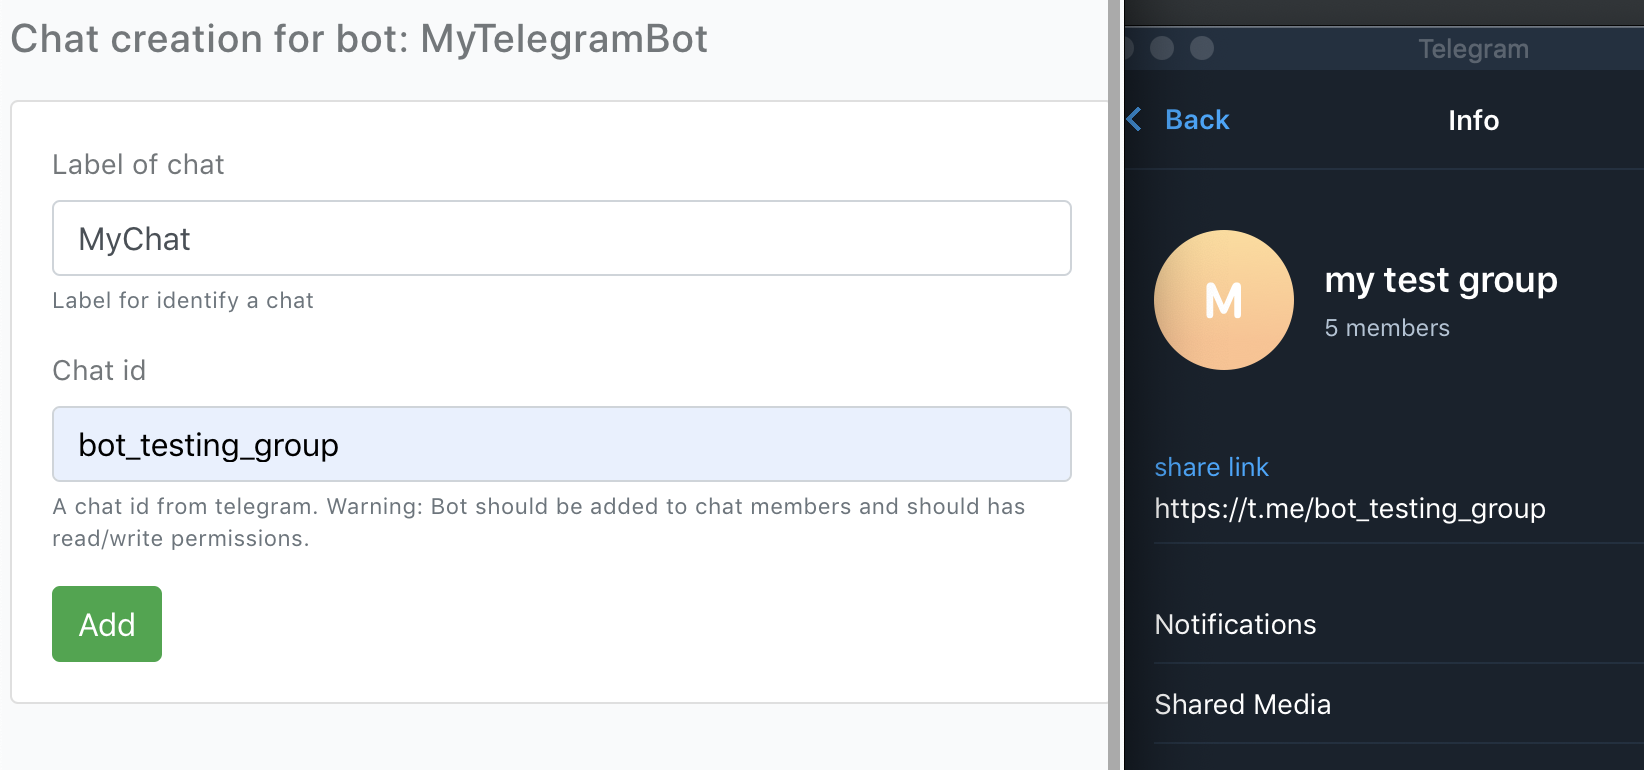 Chat creation for bot: MyTelegramBot
Label of chat
MyChat
Label for identify a chat
Chat id
bot_testing_group
A chat id from telegram. Warning: Bot should be added to chat members and should has
read/write permissions.
Add
Telegram
Back
Info
M
my test group
5 members
share link
https://t.me/bot_testing_group
Notifications
Shared Media